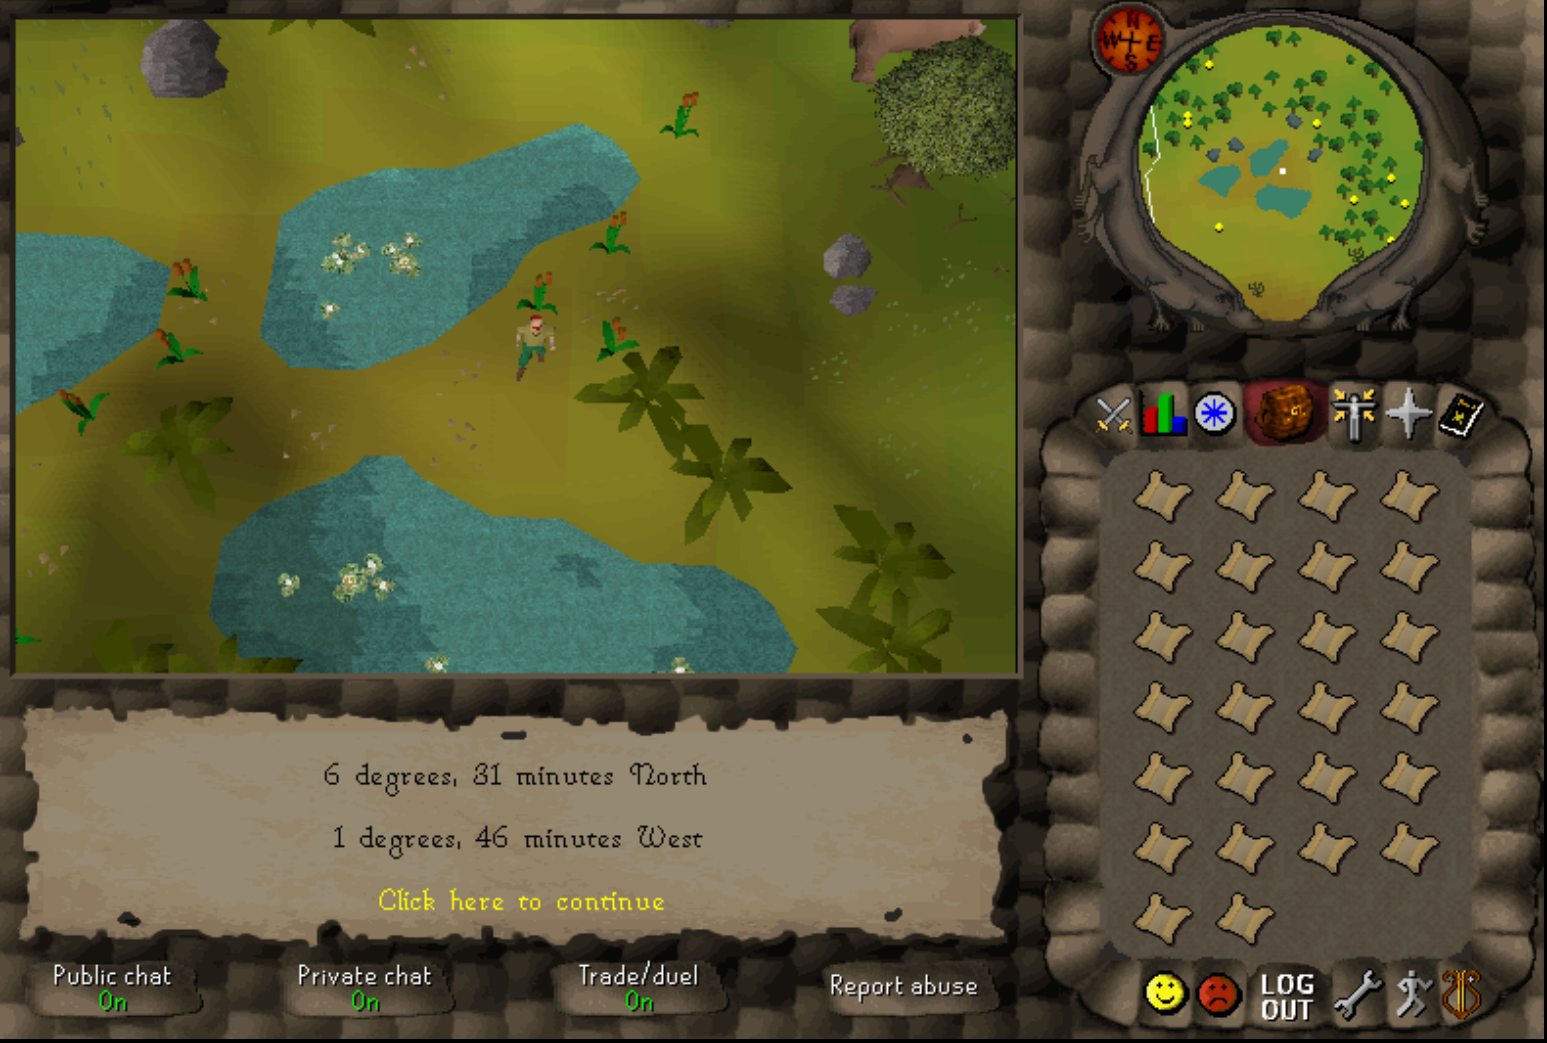 N
W E
S
6 degrees, 31 minutes North
1 degrees, 46 minutes West
Click here to continue
Public chat
On
Private chat
On
Trade/duel
On
Report abuse
LOG
OUT